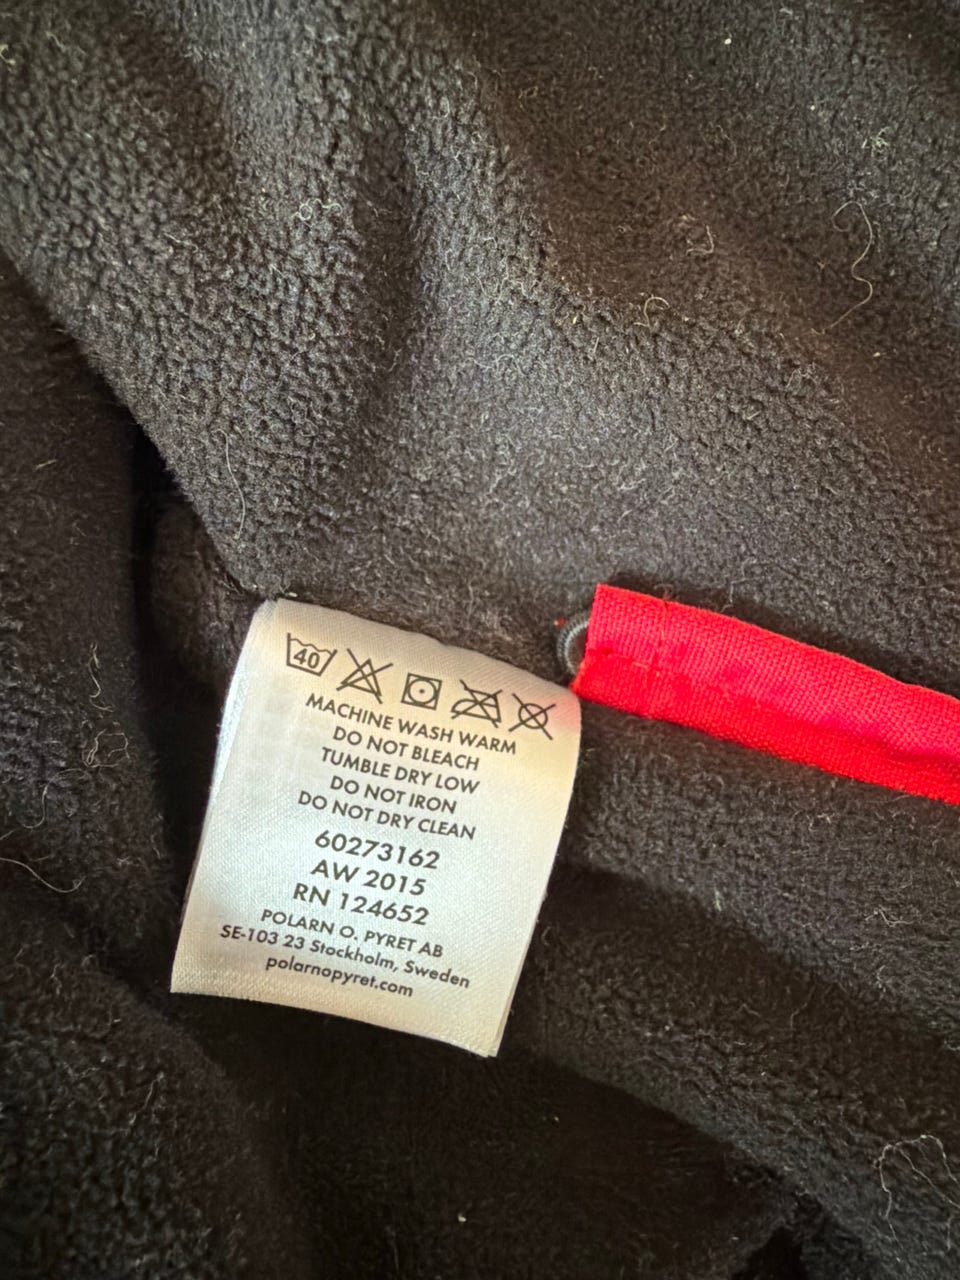 40
MACHINE WASH WARM
DO NOT BLEACH
TUMBLE DRY LOW
DO NOT IRON
DO NOT DRY CLEAN
60273162
AW 2015
RN 124652
POLARN O. PYRET AB
SE-103 23 Stockholm, Sweden
polarnopyret.com